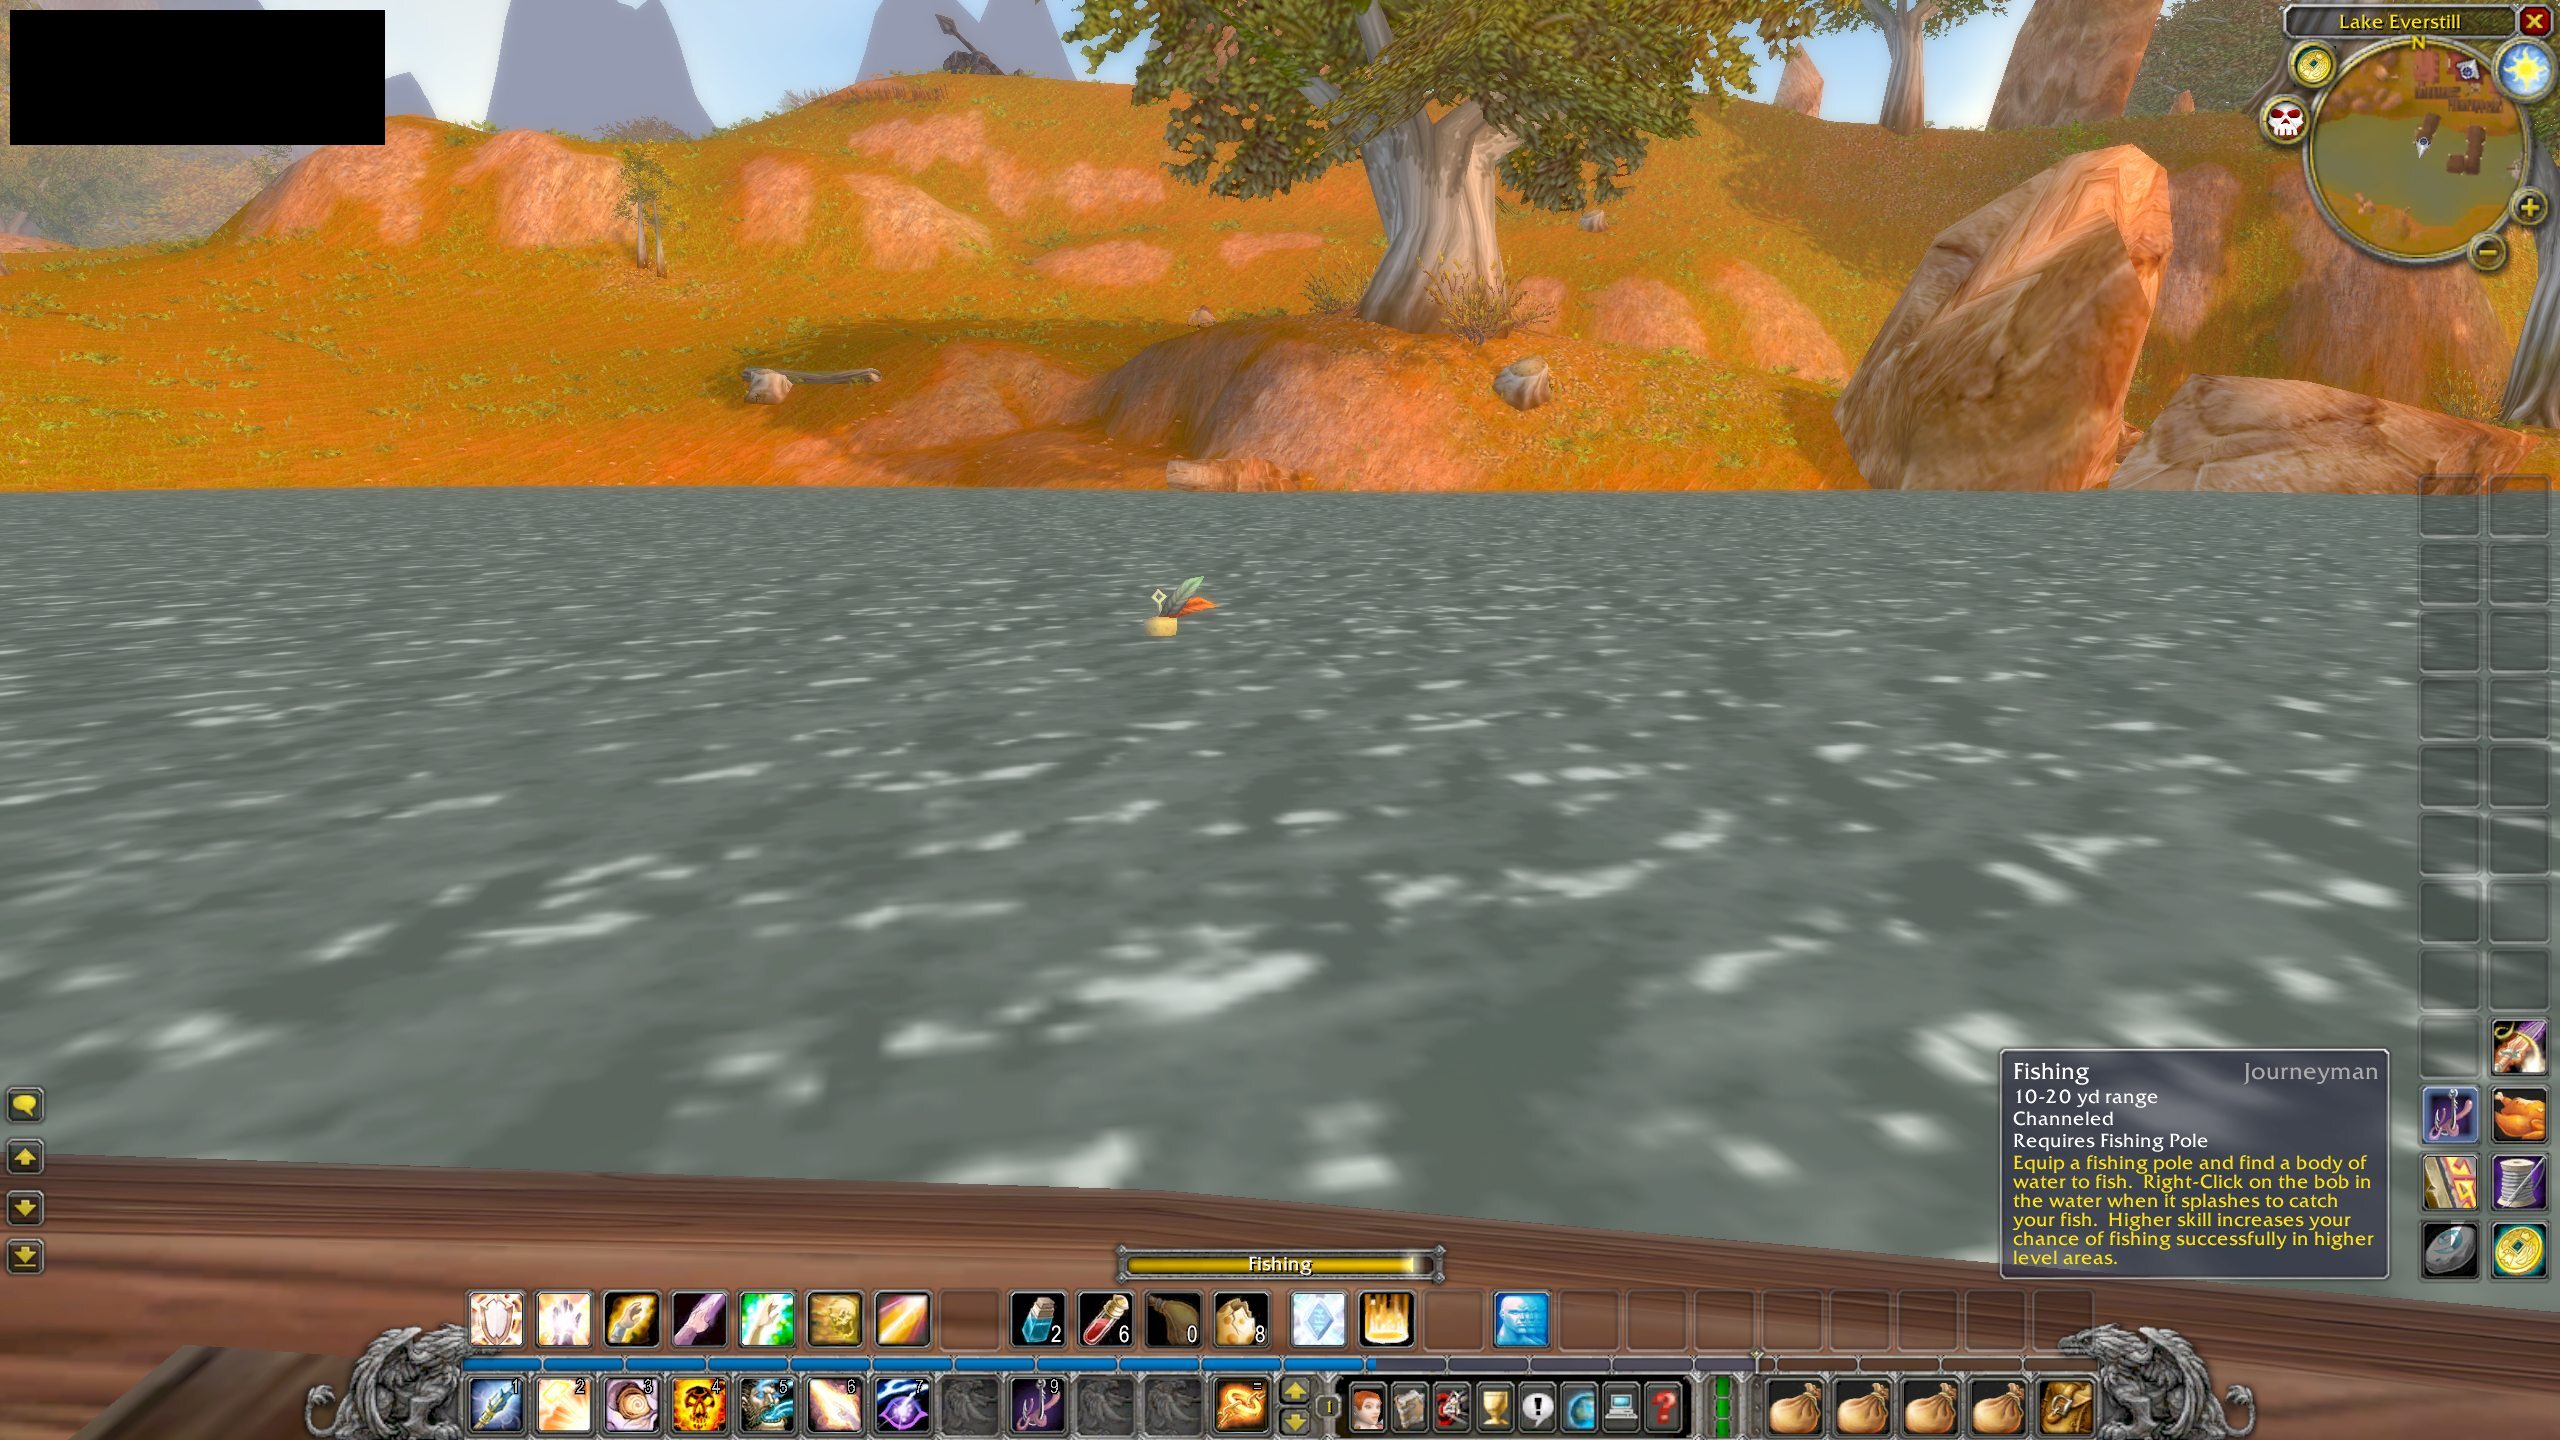 Lake Everstill
N
Fishing Journeyman
10-20 yd range
Channeled
Requires Fishing Pole
Equip a fishing pole and find a body of
water to fish. Right-Click on the bob in
the water when it splashes to catch
your fish. Higher skill increases your
chance of fishing successfully in higher
level areas.
Fishing
2 6 0 8
1 2 3 4 5 6 7 9 = 1